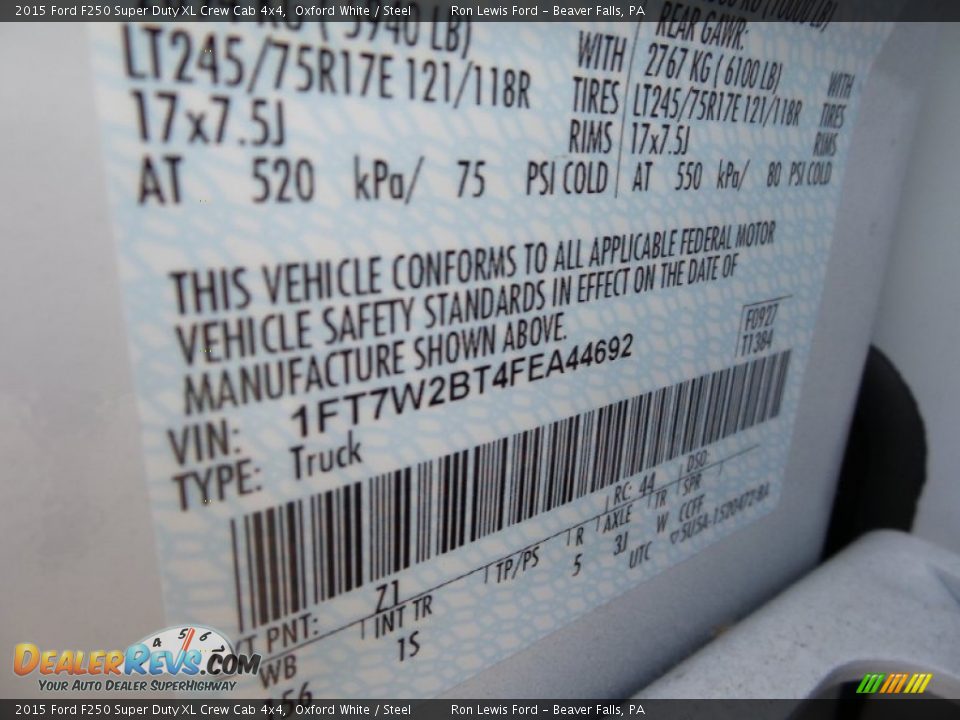 2015 Ford F250 Super Duty XL Crew Cab 4x4, Oxford White / Steel Ron Lewis Ford - Beaver Falls, PA
LB) REAR GAWR:
LT245/75R17E 121/118R WITH TIRES 2767 KG ( 6100 LB) WITH
17x7.5J RIMS LT245/75R17E 121/118R TIRES
17x7.5J RIMS
AT 520 kPa/ 75 PSI COLD AT 550 kPa/ 80 PSI COLD
THIS VEHICLE CONFORMS TO ALL APPLICABLE FEDERAL MOTOR
VEHICLE SAFETY STANDARDS IN EFFECT ON THE DATE OF
MANUFACTURE SHOWN ABOVE.
F0927
T1384
VIN: 1FT7W2BT4FEA44692
TYPE: Truck
RC: 44 DSO:
PNT: Z1
WB INT TR TP/PS R AXLE TR SPR
156 1S 5 3J W CCFF
UTC
DEALERREVS.COM
YOUR AUTO DEALER SUPERHIGHWAY
2015 Ford F250 Super Duty XL Crew Cab 4x4, Oxford White / Steel Ron Lewis Ford - Beaver Falls, PA